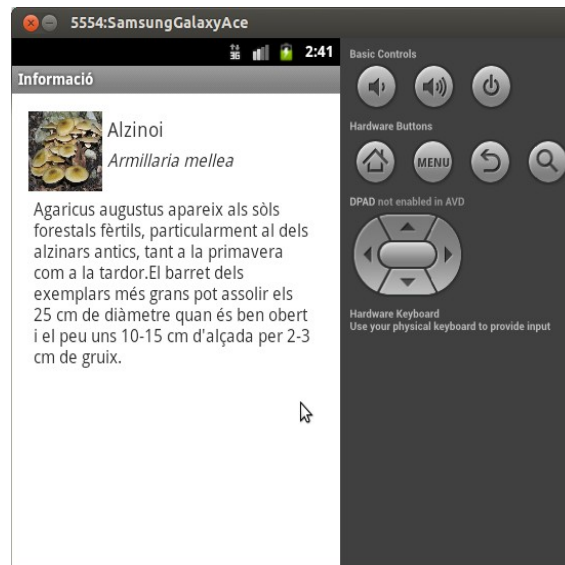 5554:SamsungGalaxyAce
3G 2:41
Informació
Alzinoi
Armillaria mellea
Agaricus augustus apareix als sòls
forestals fèrtils, particularment al dels
alzinars antics, tant a la primavera
com a la tardor.El barret dels
exemplars més grans pot assolir els
25 cm de diàmetre quan és ben obert
i el peu uns 10-15 cm d'alçada per 2-3
cm de gruix.
Basic Controls
Hardware Buttons
MENU
DPAD not enabled in AVD
Hardware Keyboard
Use your physical keyboard to provide input